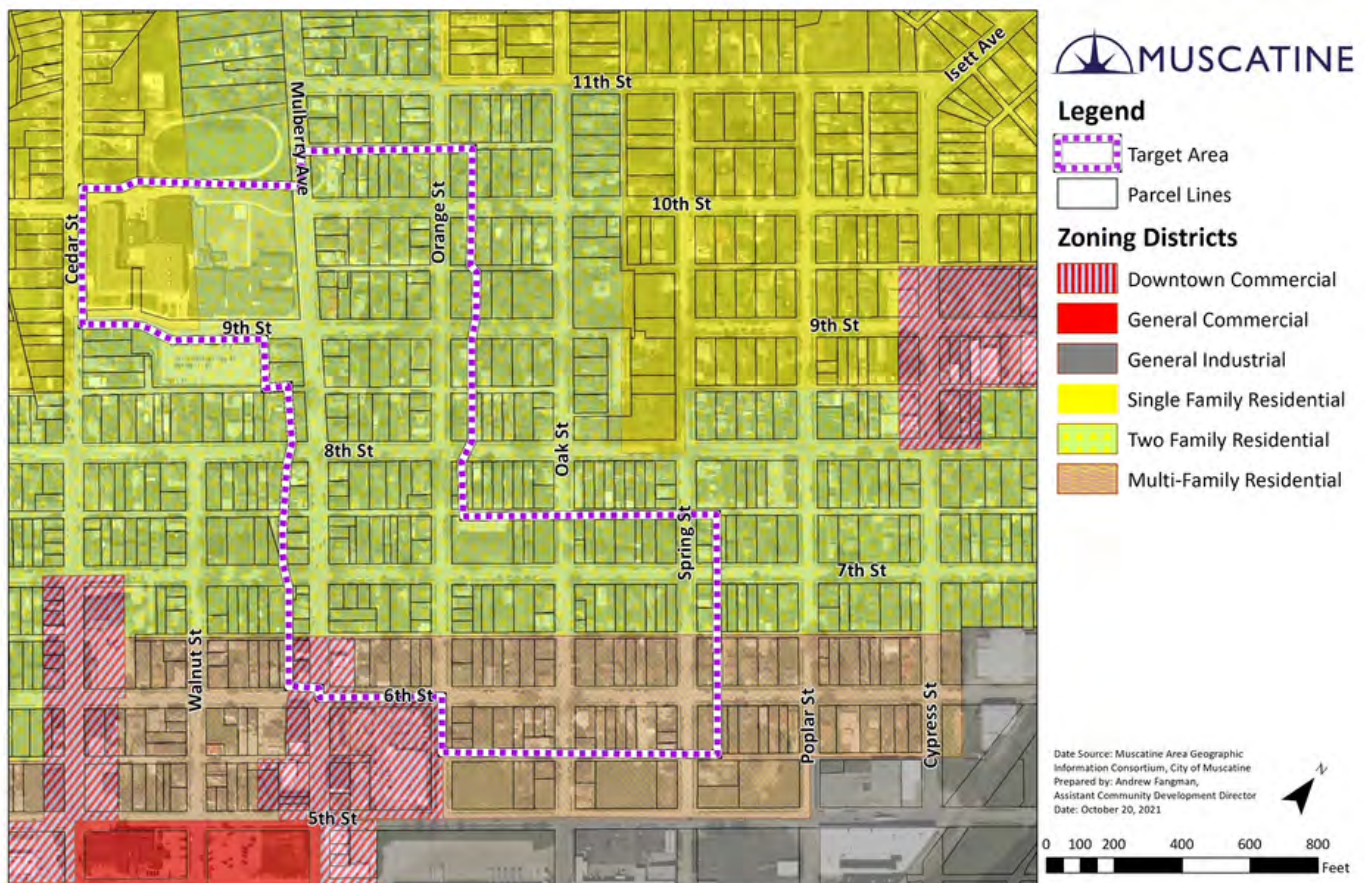 11th St
Isett Ave
Mulberry Ave
10th St
Orange St
Cedar St
9th St
9th St
8th St
Oak St
Spring St
7th St
Walnut St
6th St
Poplar St
Cypress St
5th St
MUSCATINE
Legend
Target Area
Parcel Lines
Zoning Districts
Downtown Commercial
General Commercial
General Industrial
Single Family Residential
Two Family Residential
Multi-Family Residential
Date Source: Muscatine Area Geographic
Information Consortium, City of Muscatine
Prepared by: Andrew Fangman,
Assistant Community Development Director
Date: October 20, 2021
N
0 100 200 400 600 800
Feet